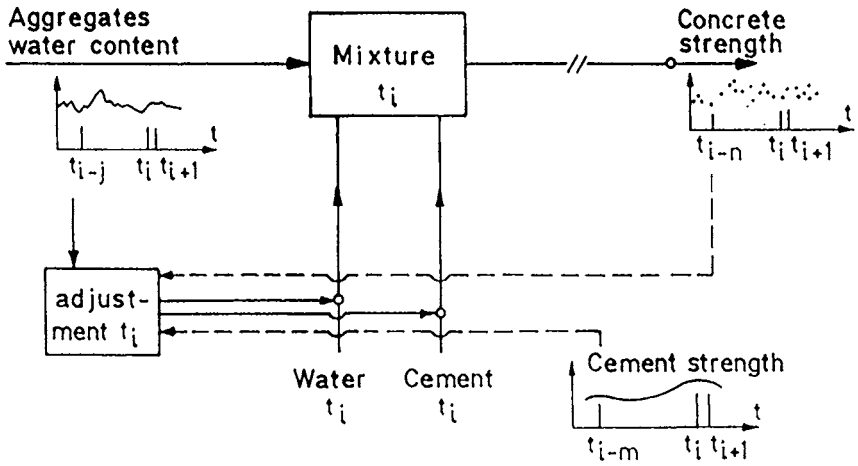 Aggregates
water content
Mixture
t_i
Concrete
strength
t
t_{i-j} t_i t_{i+1}
t
t_{i-n} t_i t_{i+1}
adjust-
ment t_i
Water
t_i
Cement
t_i
Cement strength
t
t_{i-m} t_i t_{i+1}